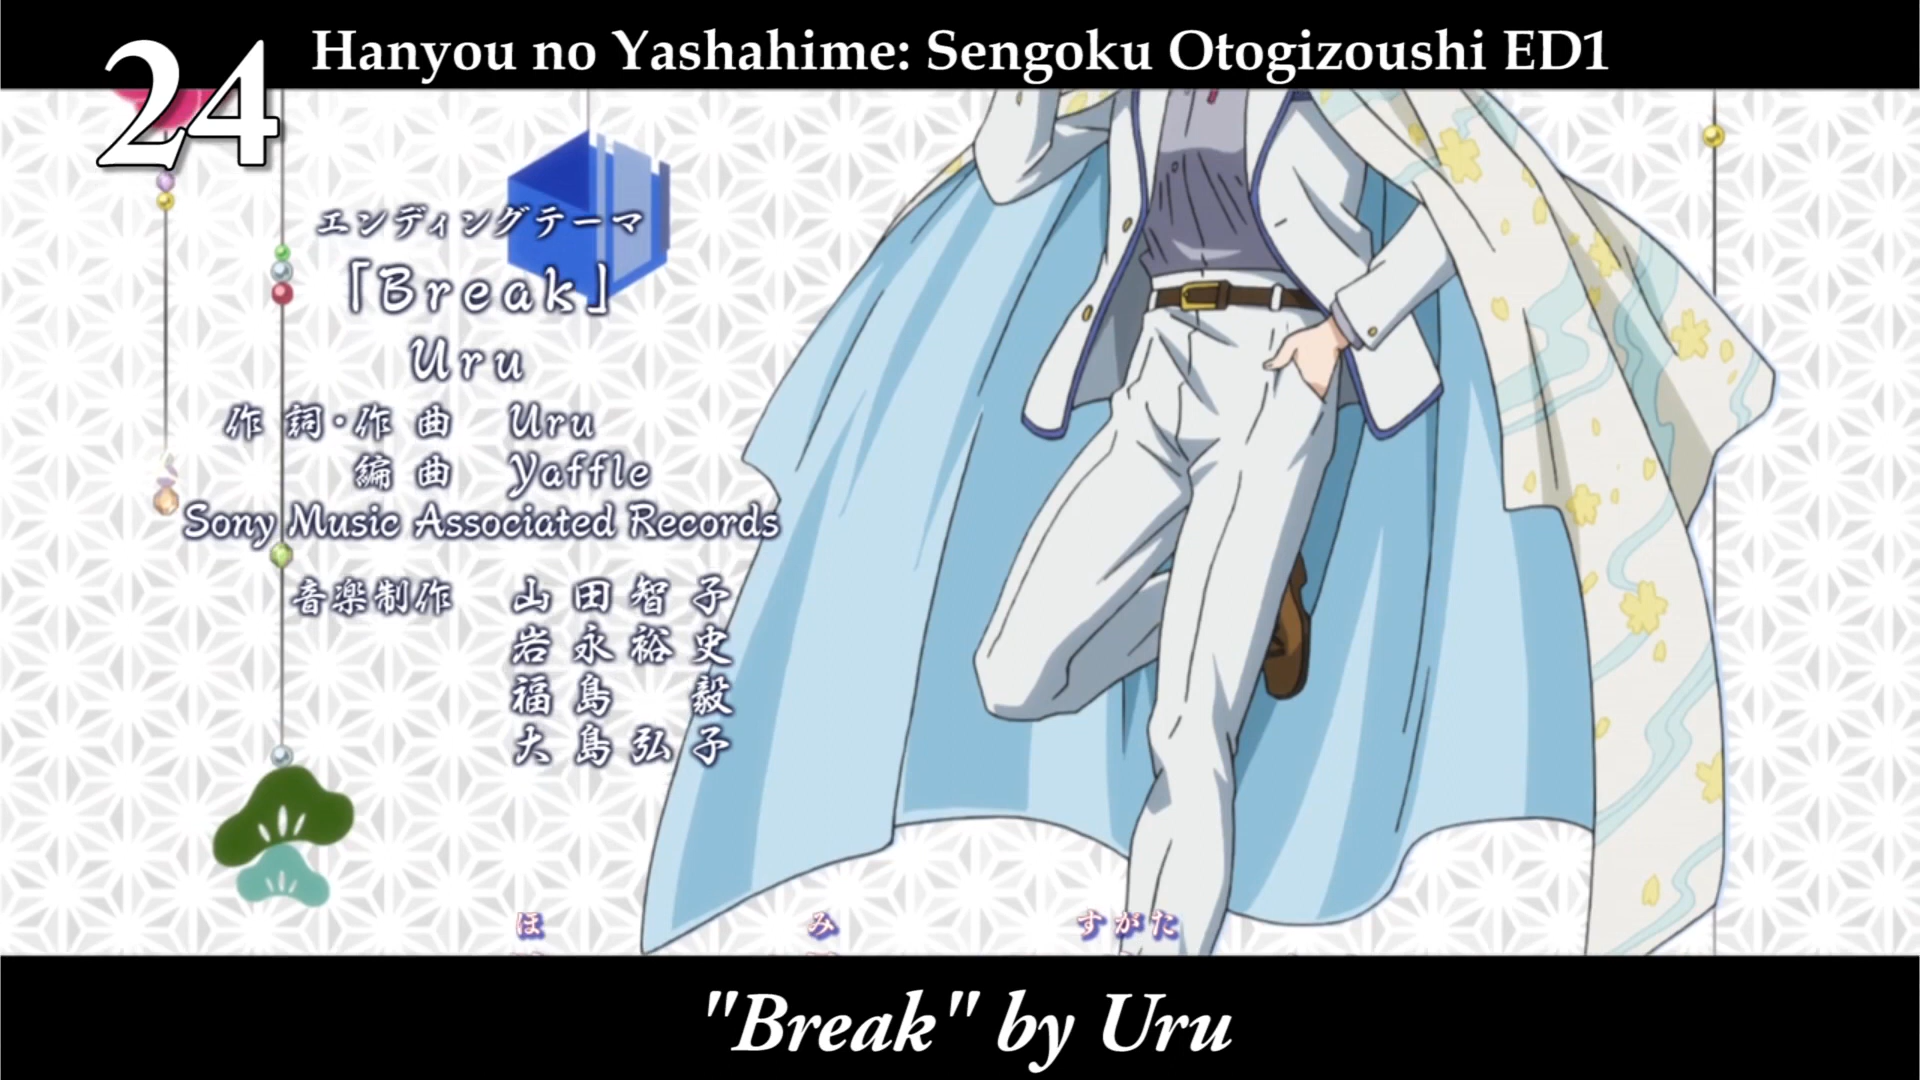 24
Hanyou no Yashahime: Sengoku Otogizoushi ED1
エンディングテーマ
「Break」
Uru
作詞・作曲 Uru
編曲 Yaffle
Sony Music Associated Records
音楽制作 山田智子
岩永裕史
福島 毅
大島弘子
ほ み すがた
"Break" by Uru